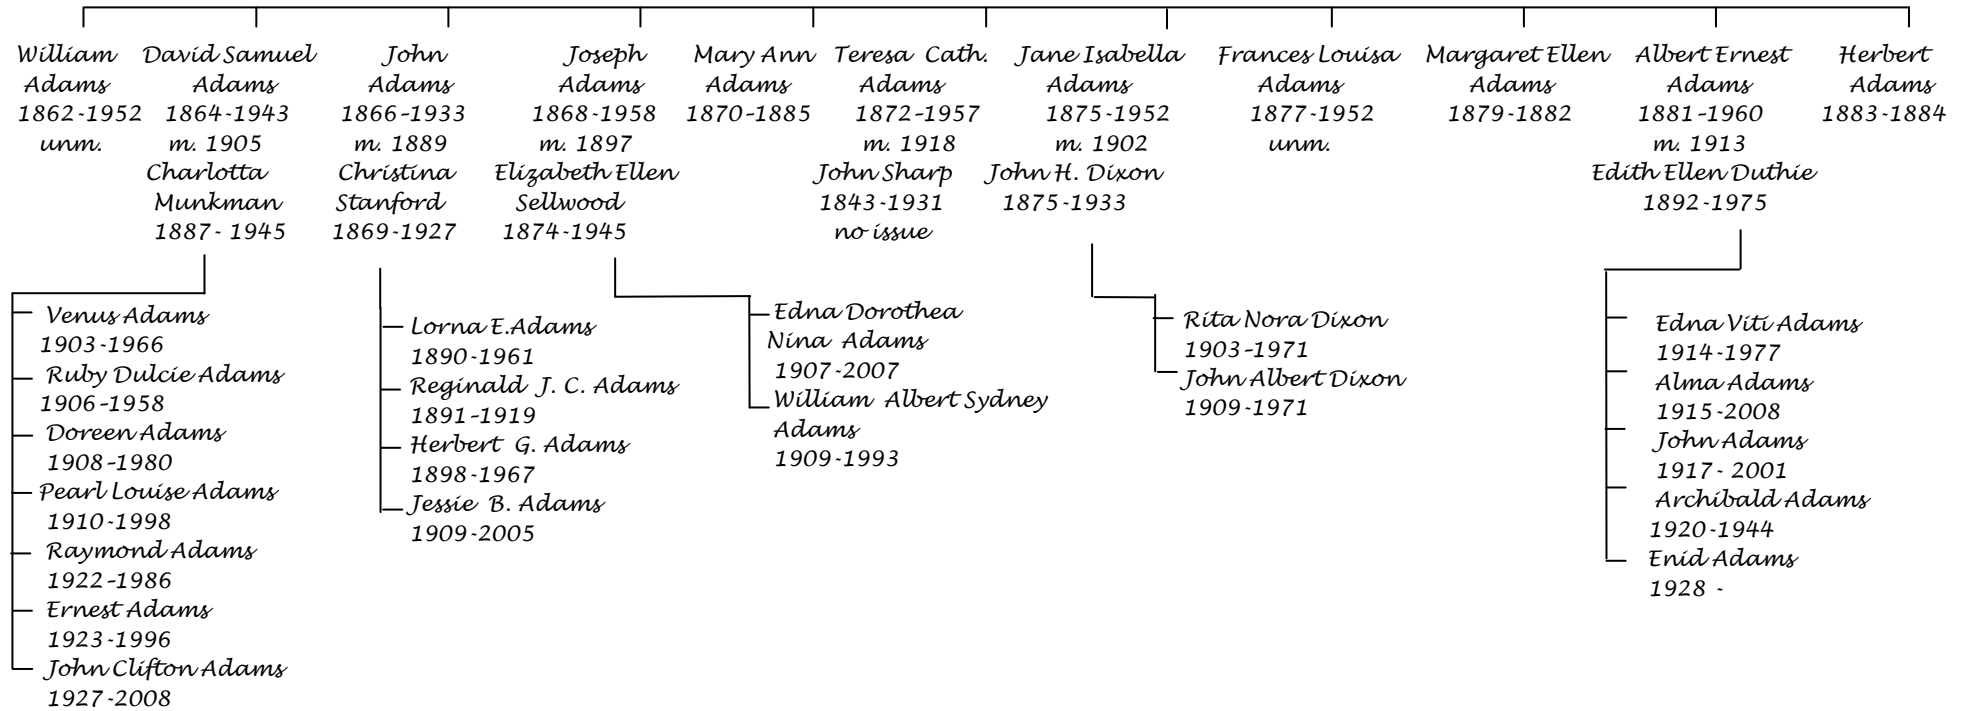 William
Adams
1862-1952
unm.
David Samuel
Adams
1864-1943
m. 1905
Charlotta
Munkman
1887- 1945
John
Adams
1866-1933
m. 1889
Christina
Stanford
1869-1927
Joseph
Adams
1868-1958
m. 1897
Elizabeth Ellen
Sellwood
1874-1945
Mary Ann
Adams
1870-1885
Teresa Cath.
Adams
1872-1957
m. 1918
John Sharp
1843-1931
no issue
Jane Isabella
Adams
1875-1952
m. 1902
John H. Dixon
1875-1933
Frances Louisa
Adams
1877-1952
unm.
Margaret Ellen
Adams
1879-1882
Albert Ernest
Adams
1881-1960
m. 1913
Edith Ellen Duthie
1892-1975
Herbert
Adams
1883-1884
Venus Adams
1903-1966
Ruby Dulcie Adams
1906-1958
Doreen Adams
1908-1980
Pearl Louise Adams
1910-1998
Raymond Adams
1922-1986
Ernest Adams
1923-1996
John Clifton Adams
1927-2008
Lorna E.Adams
1890-1961
Reginald J. C. Adams
1891-1919
Herbert G. Adams
1898-1967
Jessie B. Adams
1909-2005
Edna Dorothea
Nina Adams
1907-2007
William Albert Sydney
Adams
1909-1993
Rita Nora Dixon
1903-1971
John Albert Dixon
1909-1971
Edna Viti Adams
1914-1977
Alma Adams
1915-2008
John Adams
1917- 2001
Archibald Adams
1920-1944
Enid Adams
1928 -